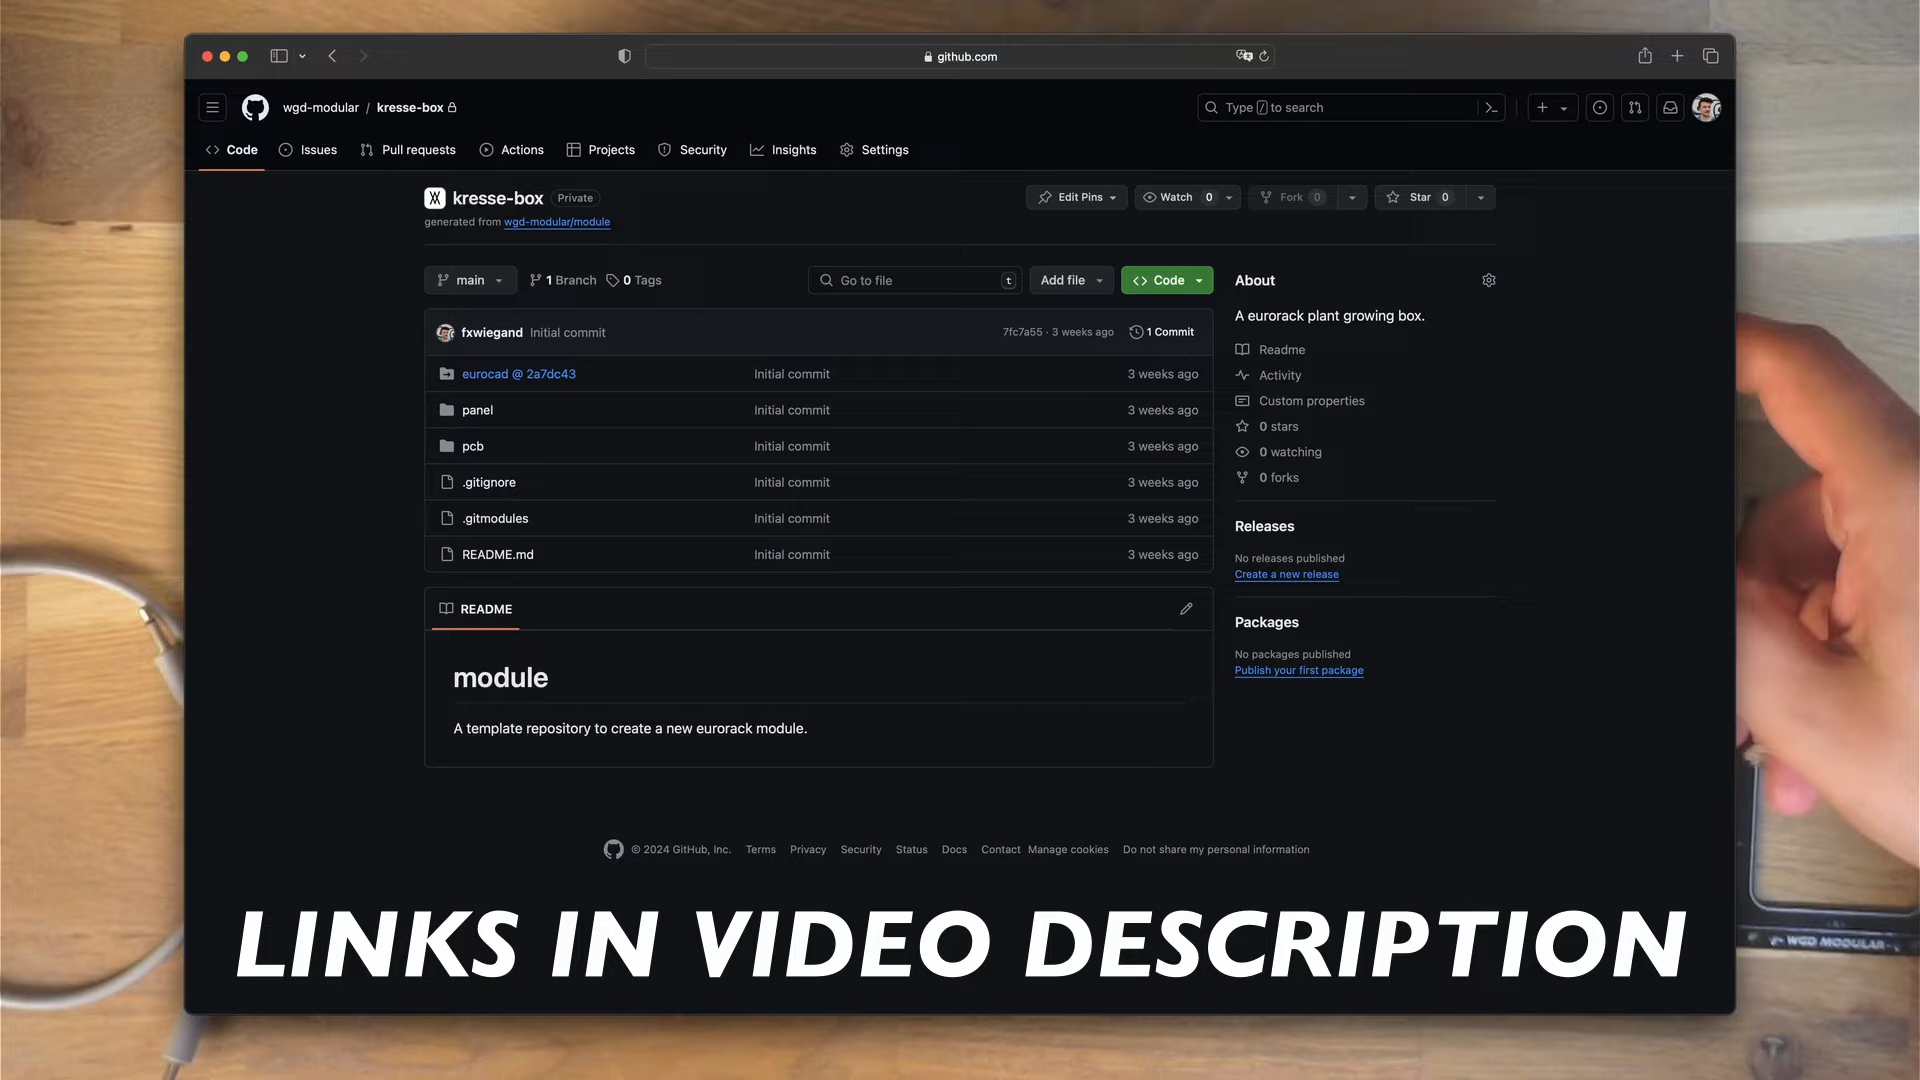 github.com
wgd-modular / kresse-box
Type / to search
Code Issues Pull requests Actions Projects Security Insights Settings
kresse-box Private
Edit Pins Watch 0 Fork 0 Star 0
generated from wgd-modular/module
main 1 Branch 0 Tags
Go to file t Add file Code
fxwiegand Initial commit 7fc7a55 · 3 weeks ago 1 Commit
eurocad @ 2a7dc43 Initial commit 3 weeks ago
panel Initial commit 3 weeks ago
pcb Initial commit 3 weeks ago
.gitignore Initial commit 3 weeks ago
.gitmodules Initial commit 3 weeks ago
README.md Initial commit 3 weeks ago
README
module
A template repository to create a new eurorack module.
About
A eurorack plant growing box.
Readme
Activity
Custom properties
0 stars
0 watching
0 forks
Releases
No releases published
Create a new release
Packages
No packages published
Publish your first package
© 2024 GitHub, Inc. Terms Privacy Security Status Docs Contact Manage cookies Do not share my personal information
LINKS IN VIDEO DESCRIPTION
WGD MODULAR